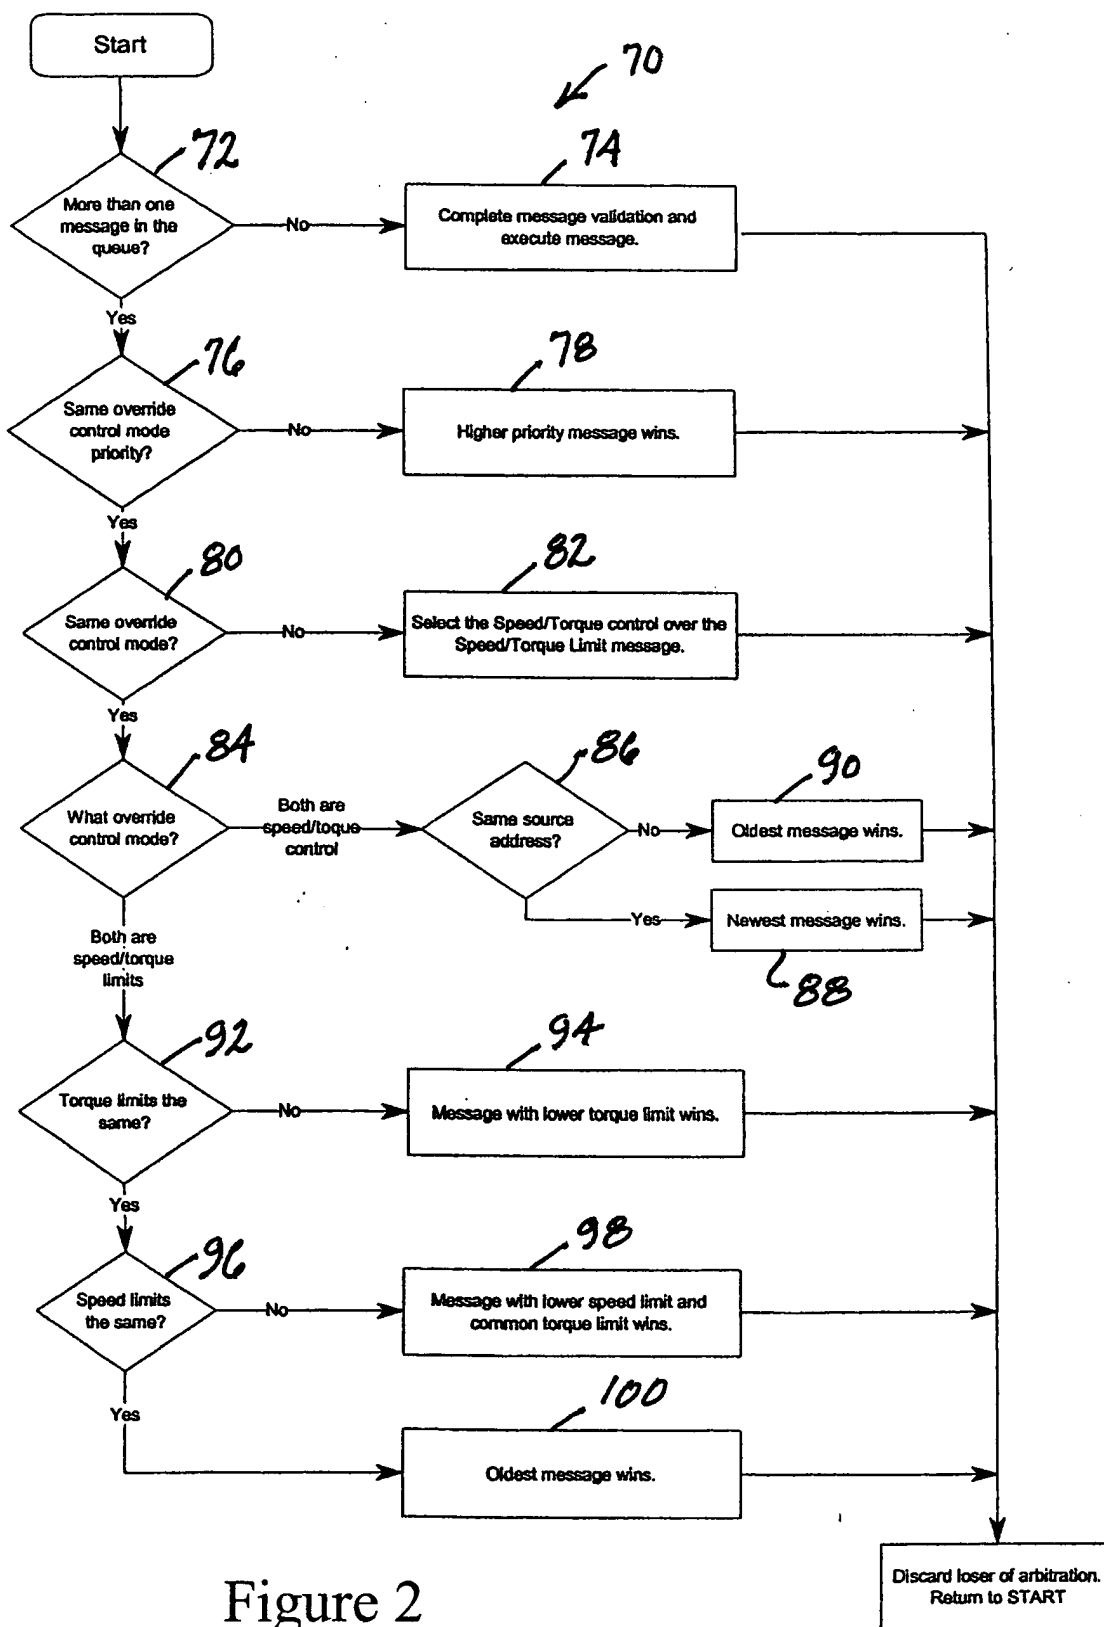 Start
70
72
74
More than one
message in the
queue?
No
Complete message validation and
execute message.
Yes
76
78
Same override
control mode
priority?
No
Higher priority message wins.
Yes
80
82
Same override
control mode?
No
Select the Speed/Torque control over the
Speed/Torque Limit message.
Yes
84
86
90
What override
control mode?
Both are
speed/toque
control
Same source
address?
No
Oldest message wins.
Yes
Newest message wins.
88
Both are
speed/torque
limits
92
94
Torque limits the
same?
No
Message with lower torque limit wins.
Yes
96
98
Speed limits
the same?
No
Message with lower speed limit and
common torque limit wins.
Yes
100
Oldest message wins.
Discard loser of arbitration.
Return to START
Figure 2